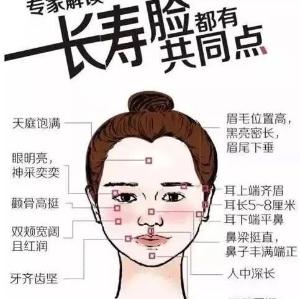 专家解读
长寿脸都有
共同点
天庭饱满
眼明亮，
神采奕奕
颧骨高挺
双颊宽阔
且红润
牙齐齿坚
眉毛位置高，
黑亮密长，
眉尾下垂
耳上端齐眉
耳长5~8厘米
耳下端平鼻
鼻梁挺直，
鼻子丰满端正
人中深长